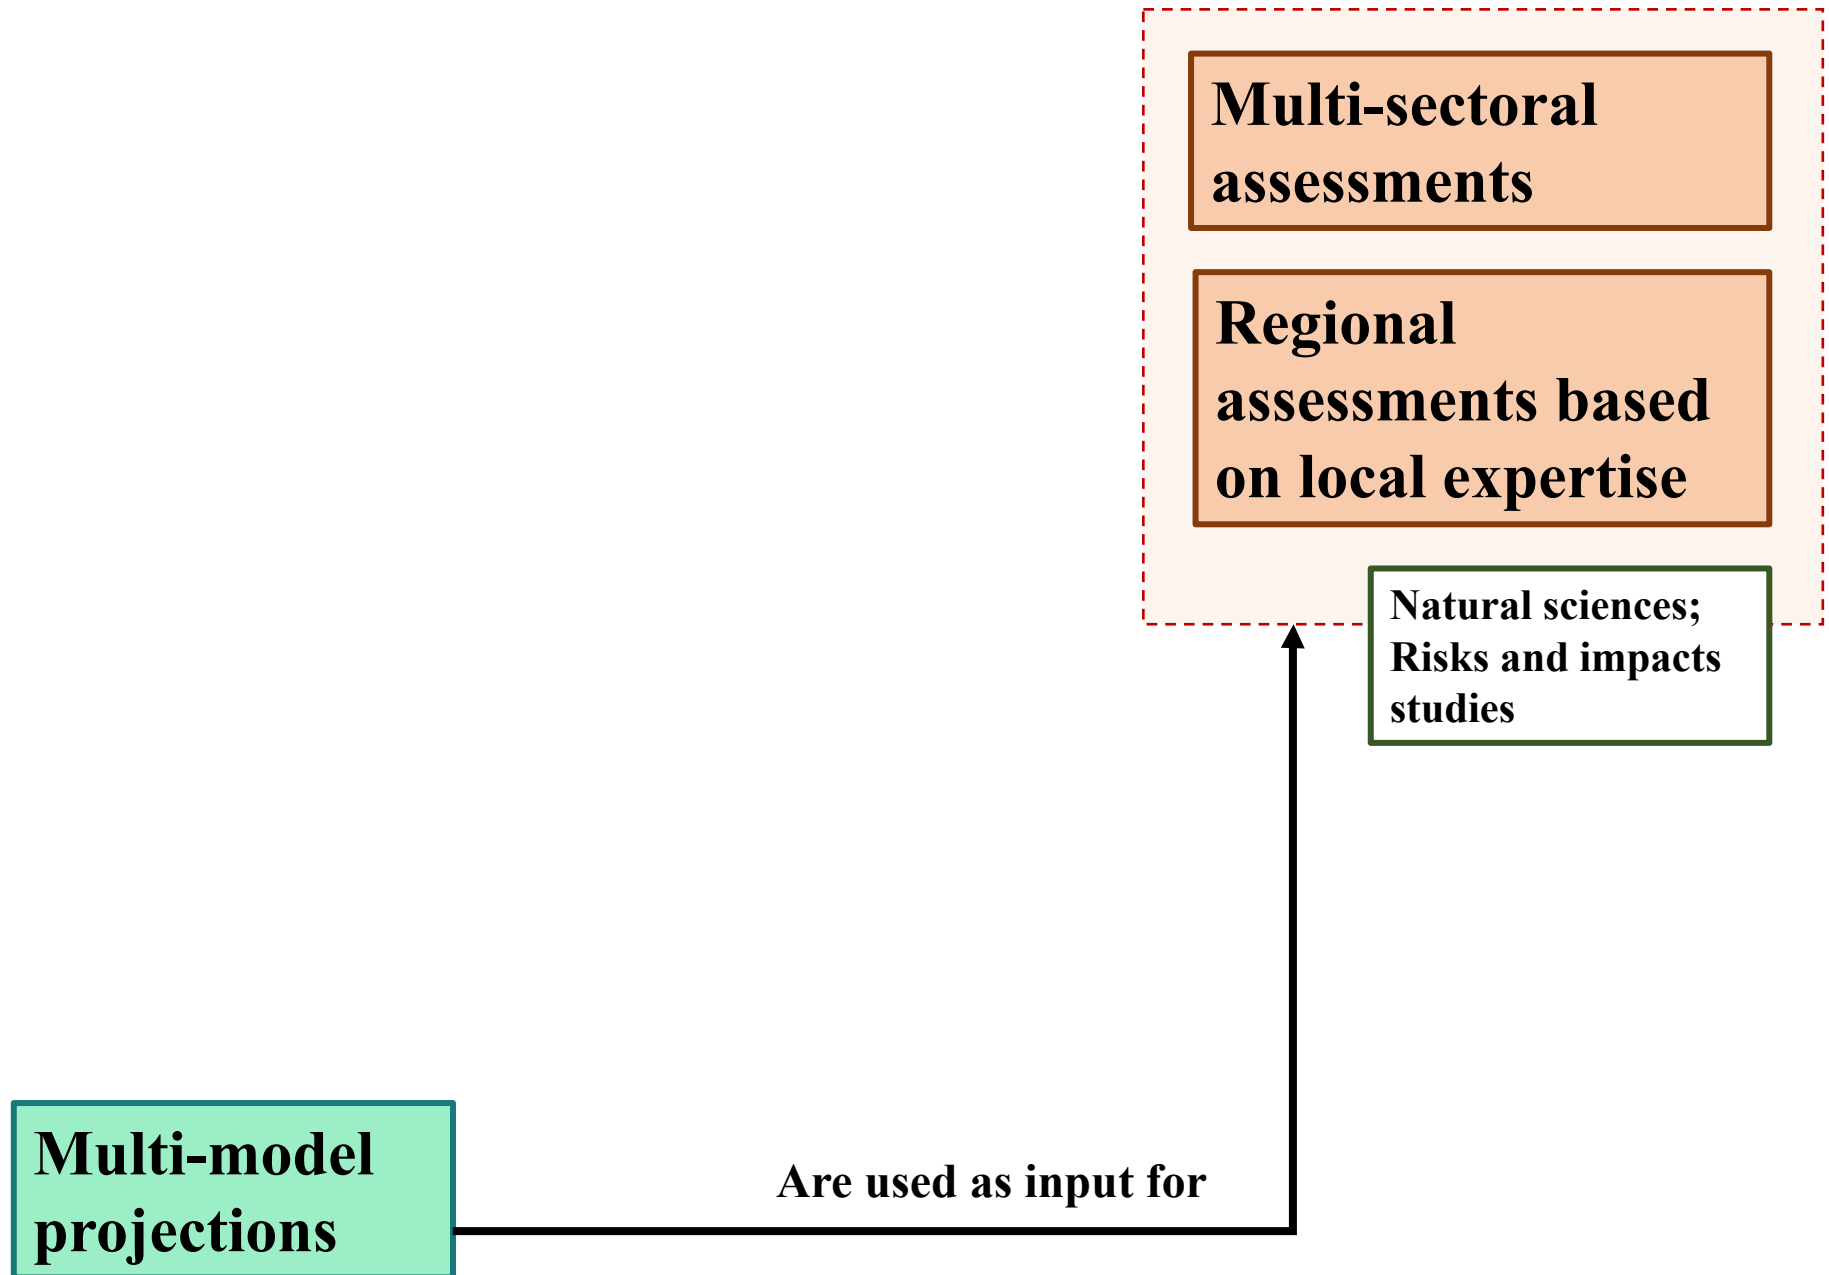 Multi-sectoral
assessments
Regional
assessments based
on local expertise
Natural sciences;
Risks and impacts
studies
Multi-model
projections
Are used as input for